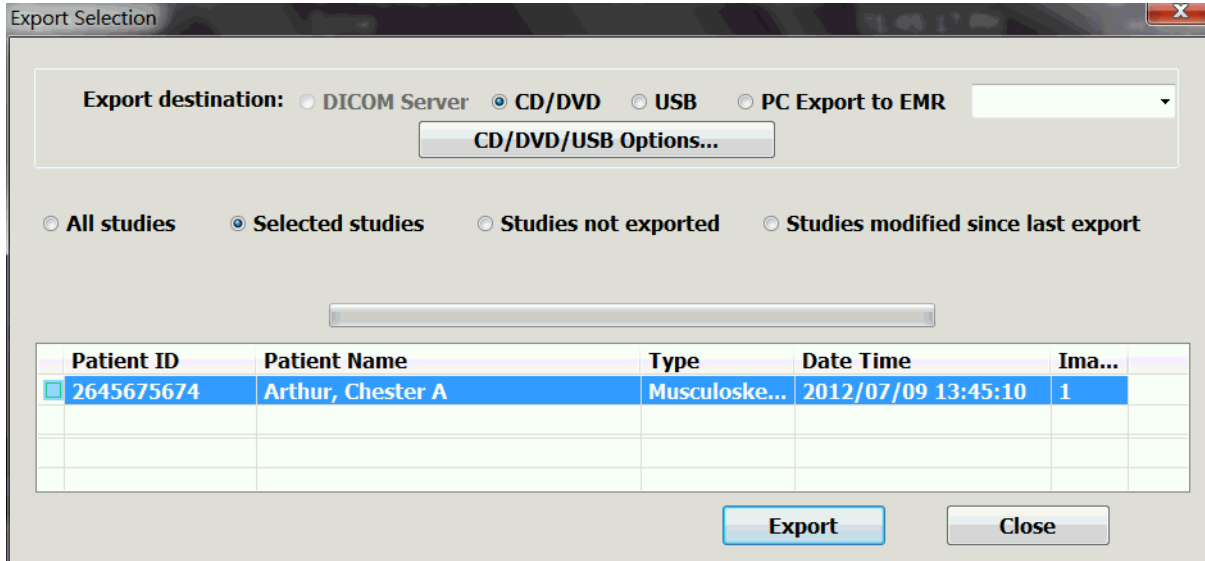 Export Selection
X
Export destination: DICOM Server CD/DVD USB PC Export to EMR
CD/DVD/USB Options...
All studies Selected studies Studies not exported Studies modified since last export
Patient ID Patient Name Type Date Time Ima...
2645675674 Arthur, Chester A Musculoske... 2012/07/09 13:45:10 1
Export Close